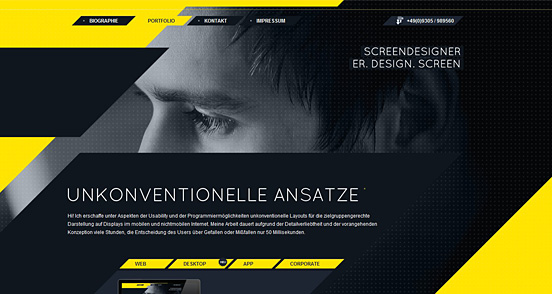 BIOGRAPHIE
PORTFOLIO
KONTAKT
IMPRESSUM
+49(0)6305 / 989560
SCREENDESIGNER
ER. DESIGN. SCREEN
UNKONVENTIONELLE ANSATZE
Hi! Ich erschaffe unter Aspekten der Usability und der Programmiermöglichkeiten unkonventionelle Layouts für die zielgruppengerechte
Darstellung auf Displays im mobilen und nichtmobilen Internet. Meine Arbeit dauert aufgrund der Detailverliebtheit und der vorangehenden
Konzeption viele Stunden, die Entscheidung des Users über Gefallen oder Mißfallen nur 50 Millisekunden.
WEB
DESKTOP
APP
CORPORATE